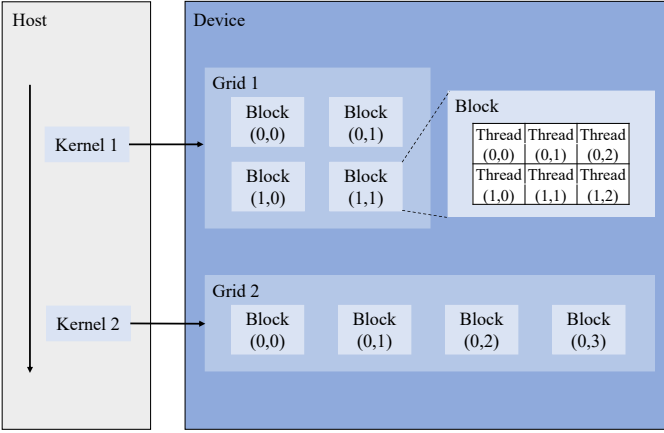 Host
Device
Grid 1
Block
(0,0)
Block
(0,1)
Kernel 1
Block
(1,0)
Block
(1,1)
Block
Thread
(0,0)
Thread
(0,1)
Thread
(0,2)
Thread
(1,0)
Thread
(1,1)
Thread
(1,2)
Grid 2
Kernel 2
Block
(0,0)
Block
(0,1)
Block
(0,2)
Block
(0,3)